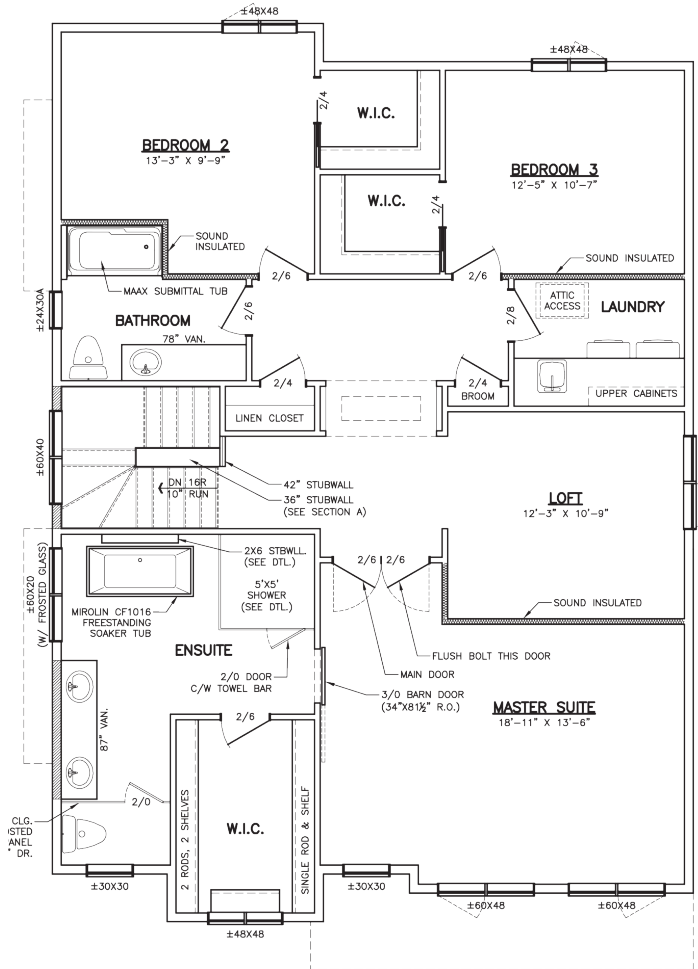 ±48X48
±48X48
2/4
W.I.C.
BEDROOM 2
13'-3" X 9'-9"
BEDROOM 3
12'-5" X 10'-7"
W.I.C.
2/4
SOUND
INSULATED
SOUND INSULATED
2/6
2/6
MAAX SUBMITTAL TUB
ATTIC
ACCESS
LAUNDRY
±24X30A
2/6
2/8
BATHROOM
78" VAN.
2/4
2/4
BROOM
UPPER CABINETS
LINEN CLOSET
±60X40
DN 16R
10" RUN
42" STUBWALL
36" STUBWALL
(SEE SECTION A)
LOFT
12'-3" X 10'-9"
2X6 STBWLL.
(SEE DTL.)
2/6
2/6
5'X5'
SHOWER
(SEE DTL.)
±60X20
(W/ FROSTED GLASS)
MIROLIN CF1016
FREESTANDING
SOAKER TUB
SOUND INSULATED
ENSUITE
FLUSH BOLT THIS DOOR
2/0 DOOR
C/W TOWEL BAR
MAIN DOOR
3/0 BARN DOOR
(34"X81½" R.O.)
MASTER SUITE
18'-11" X 13'-6"
87" VAN.
2/6
2/0
CLG.
STED
ANEL
" DR.
2 RODS, 2 SHELVES
W.I.C.
SINGLE ROD & SHELF
±30X30
±30X30
±48X48
±60X48
±60X48